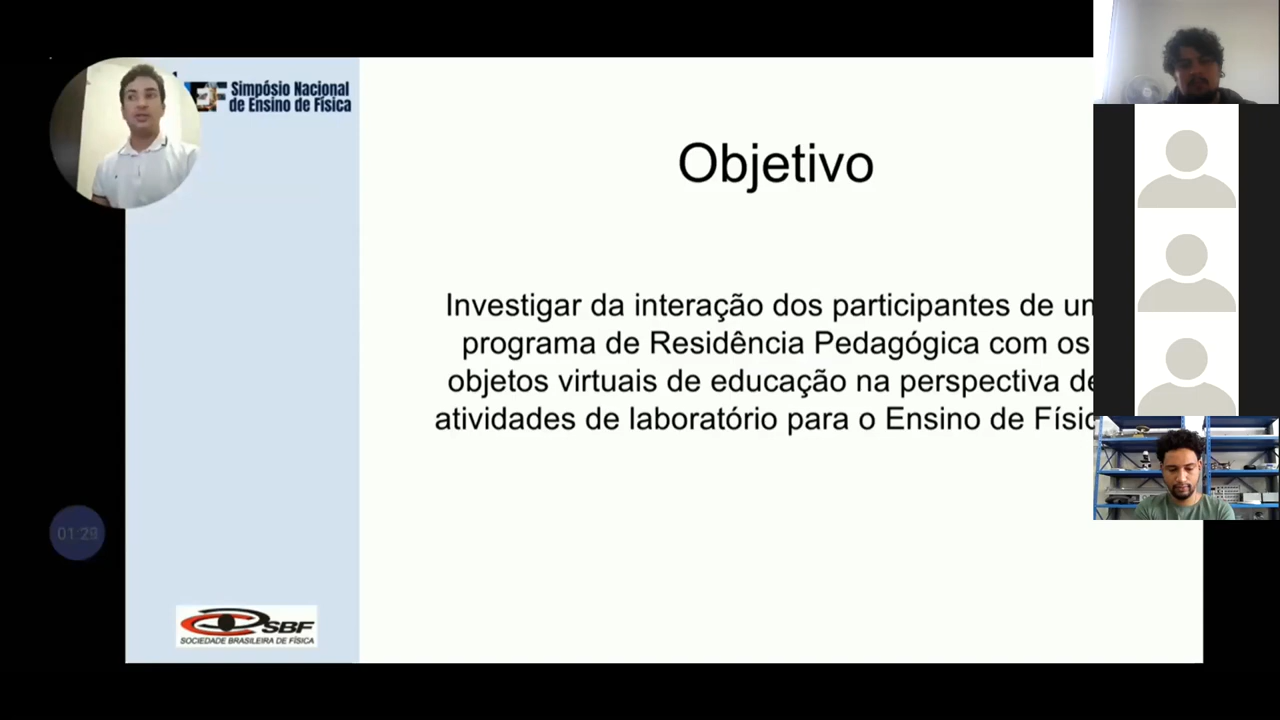 Simpósio Nacional
de Ensino de Física
Objetivo
Investigar da interação dos participantes de um
programa de Residência Pedagógica com os
objetos virtuais de educação na perspectiva de
atividades de laboratório para o Ensino de Físic
01:29
SBF
SOCIEDADE BRASILEIRA DE FÍSICA